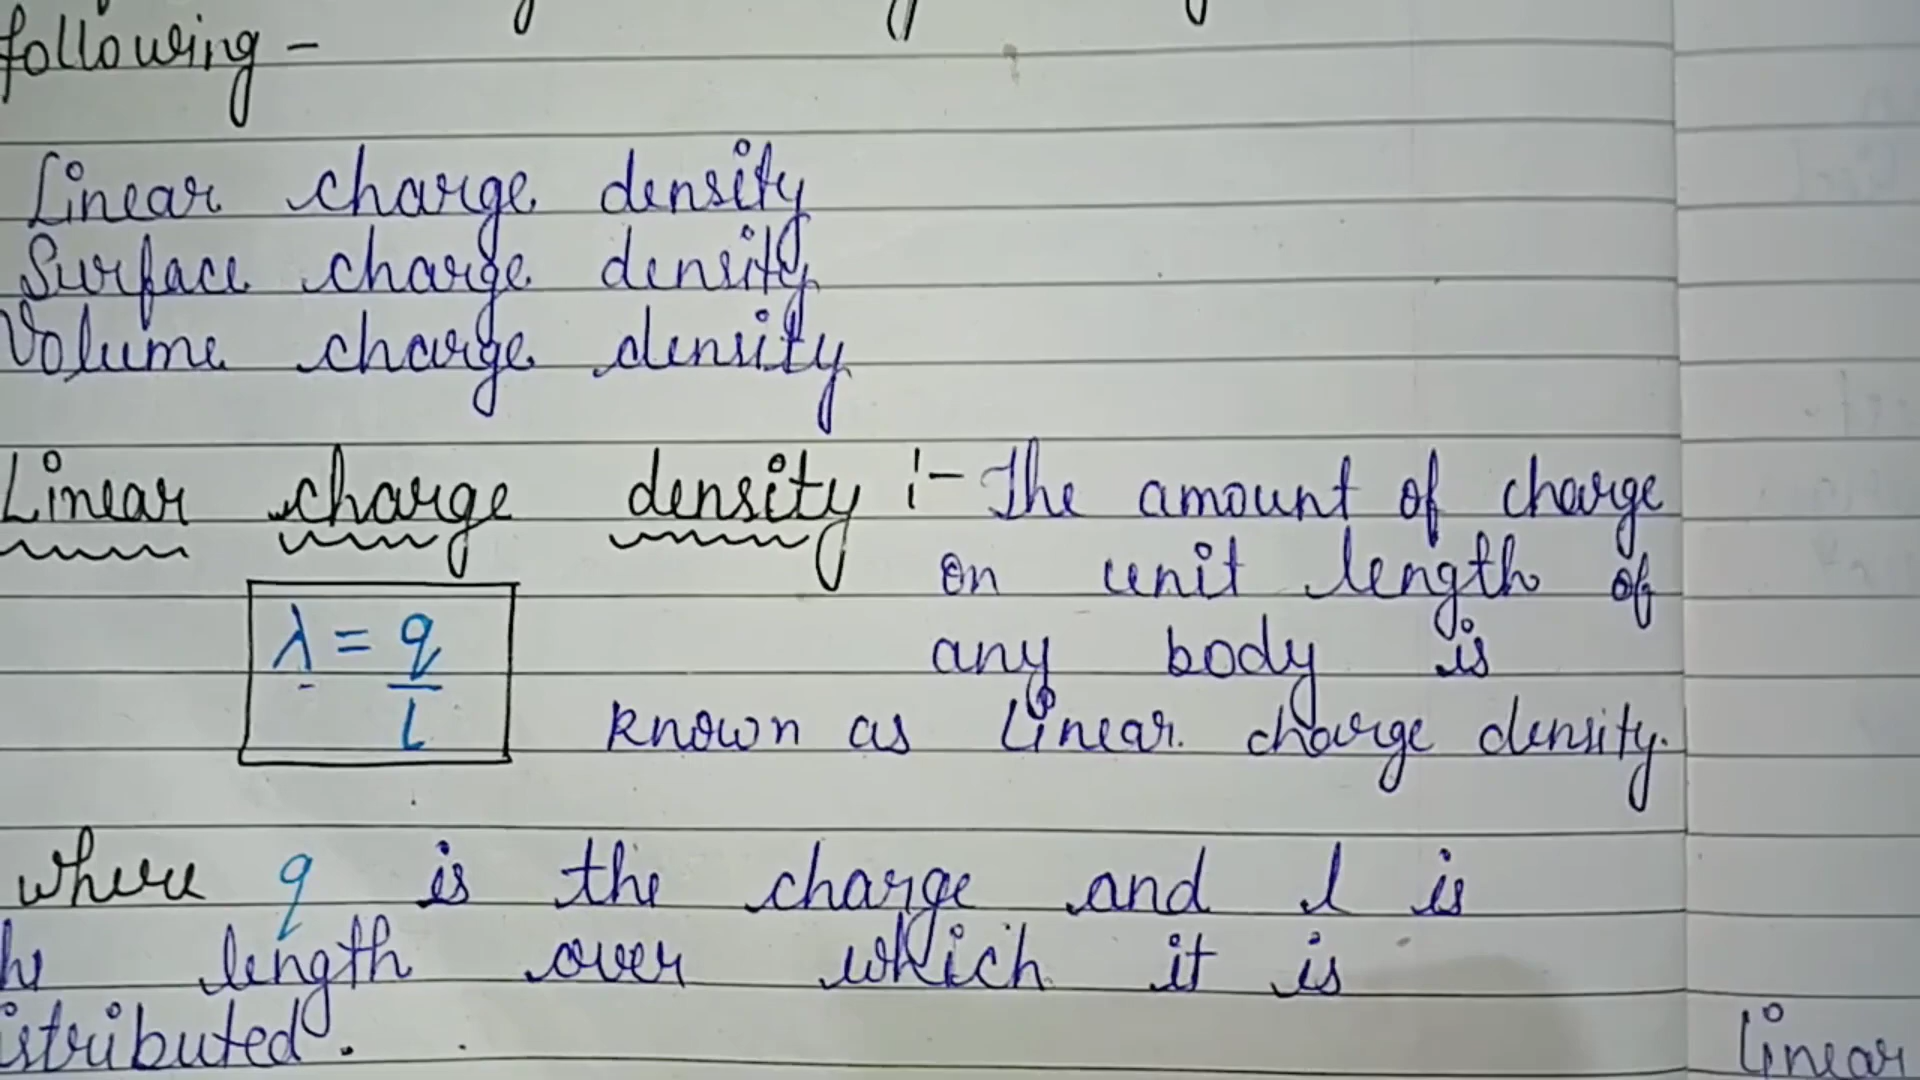 following -
Linear charge density
Surface charge density
Volume charge density
Linear charge density :- The amount of charge
on unit length of
any body is
λ = q/l
known as Linear charge density.
where q is the charge and l is
length over which it is
istributed.
Linear